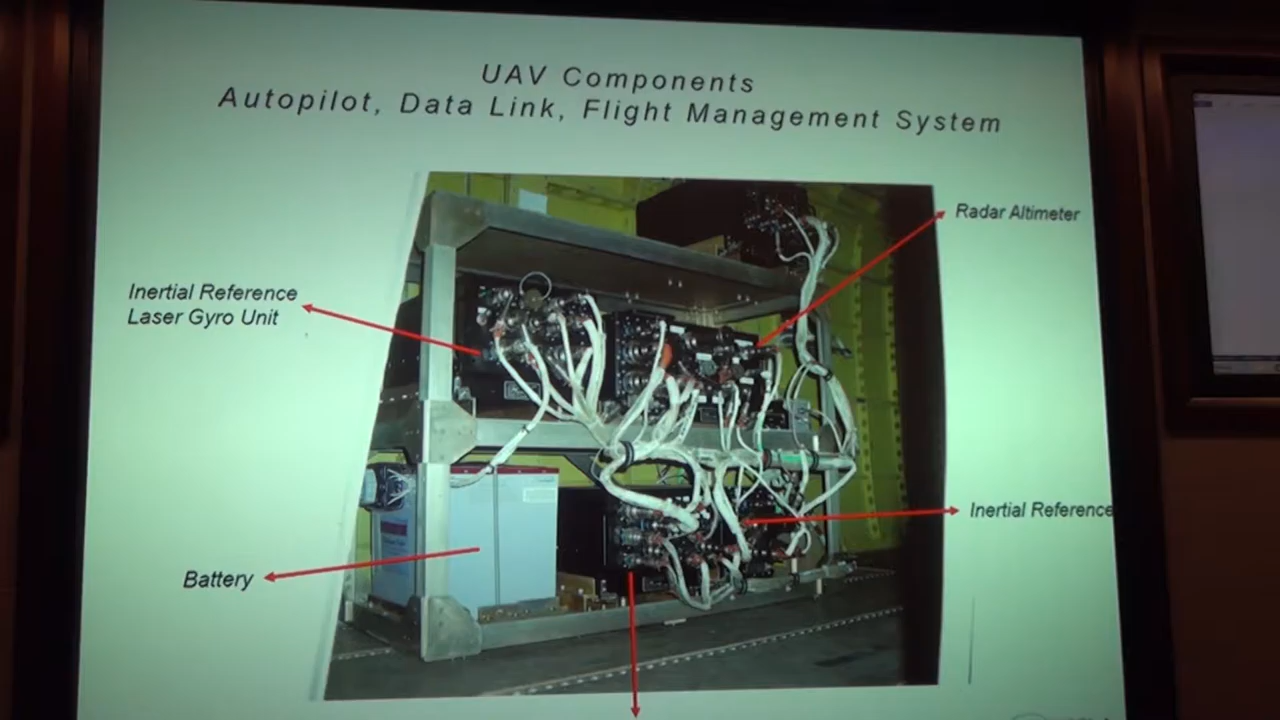 UAV Components
Autopilot, Data Link, Flight Management System
Radar Altimeter
Inertial Reference
Laser Gyro Unit
Inertial Reference
Battery